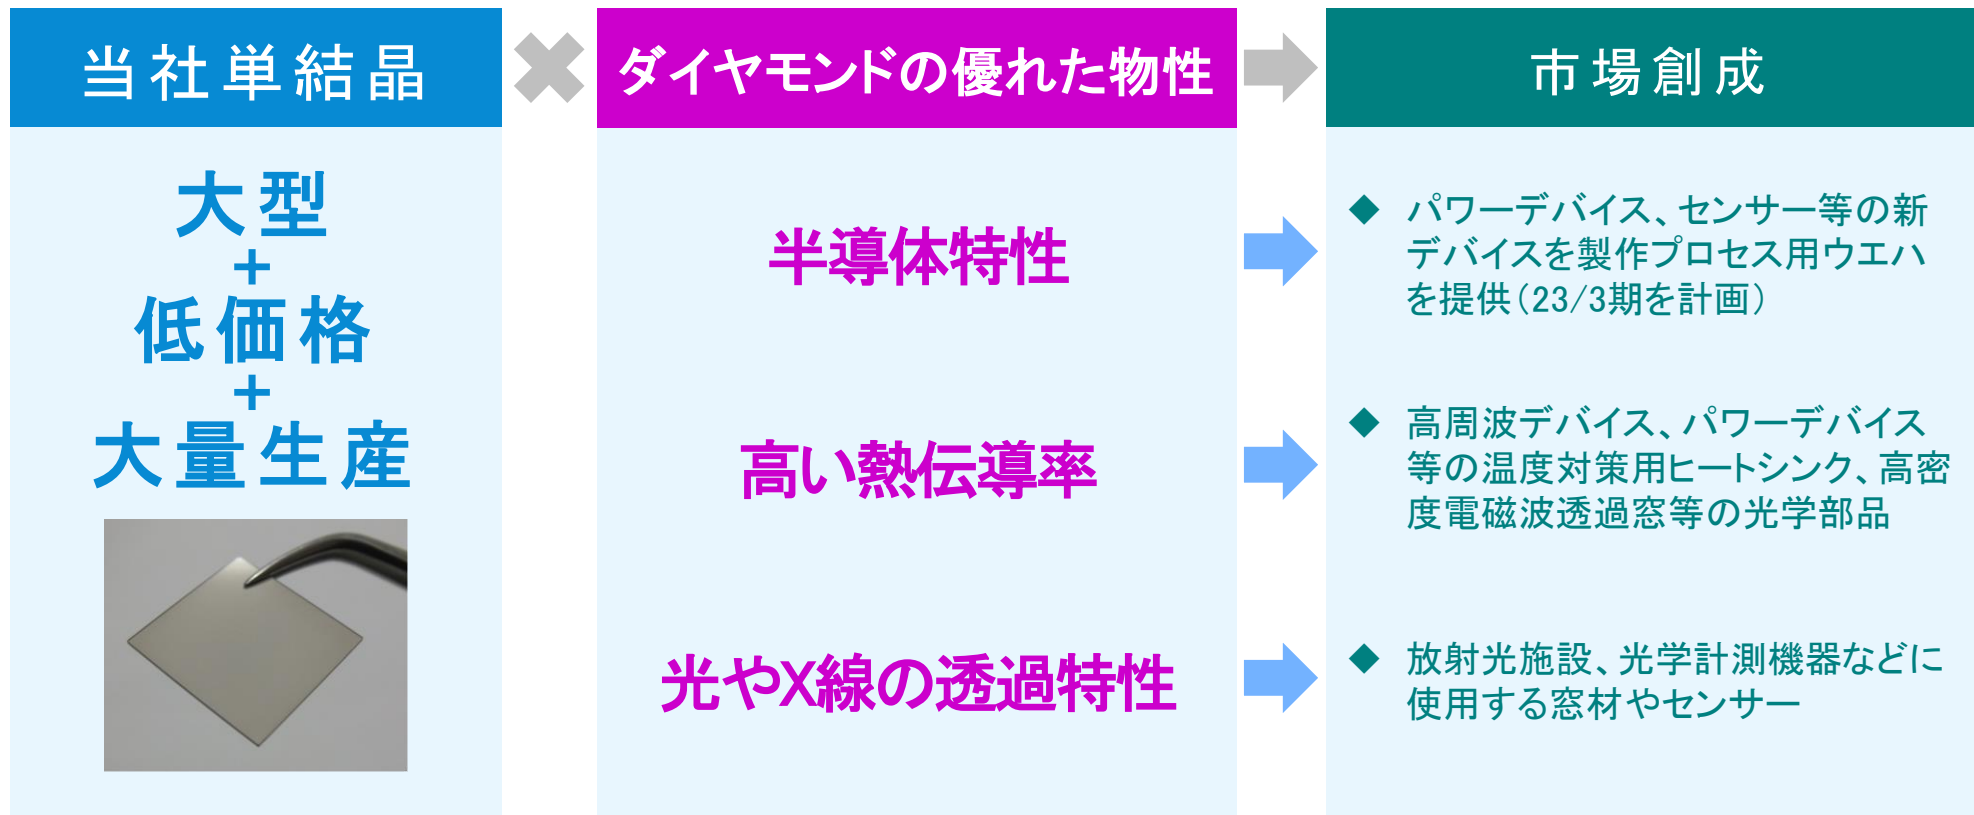 当社単結晶
ダイヤモンドの優れた物性
市場創成
大型
+
低価格
+
大量生産
半導体特性
高い熱伝導率
光やX線の透過特性
◆ パワーデバイス、センサー等の新
デバイスを製作プロセス用ウエハ
を提供（23/3期を計画）
◆ 高周波デバイス、パワーデバイス
等の温度対策用ヒートシンク、高密
度電磁波透過窓等の光学部品
◆ 放射光施設、光学計測機器などに
使用する窓材やセンサー